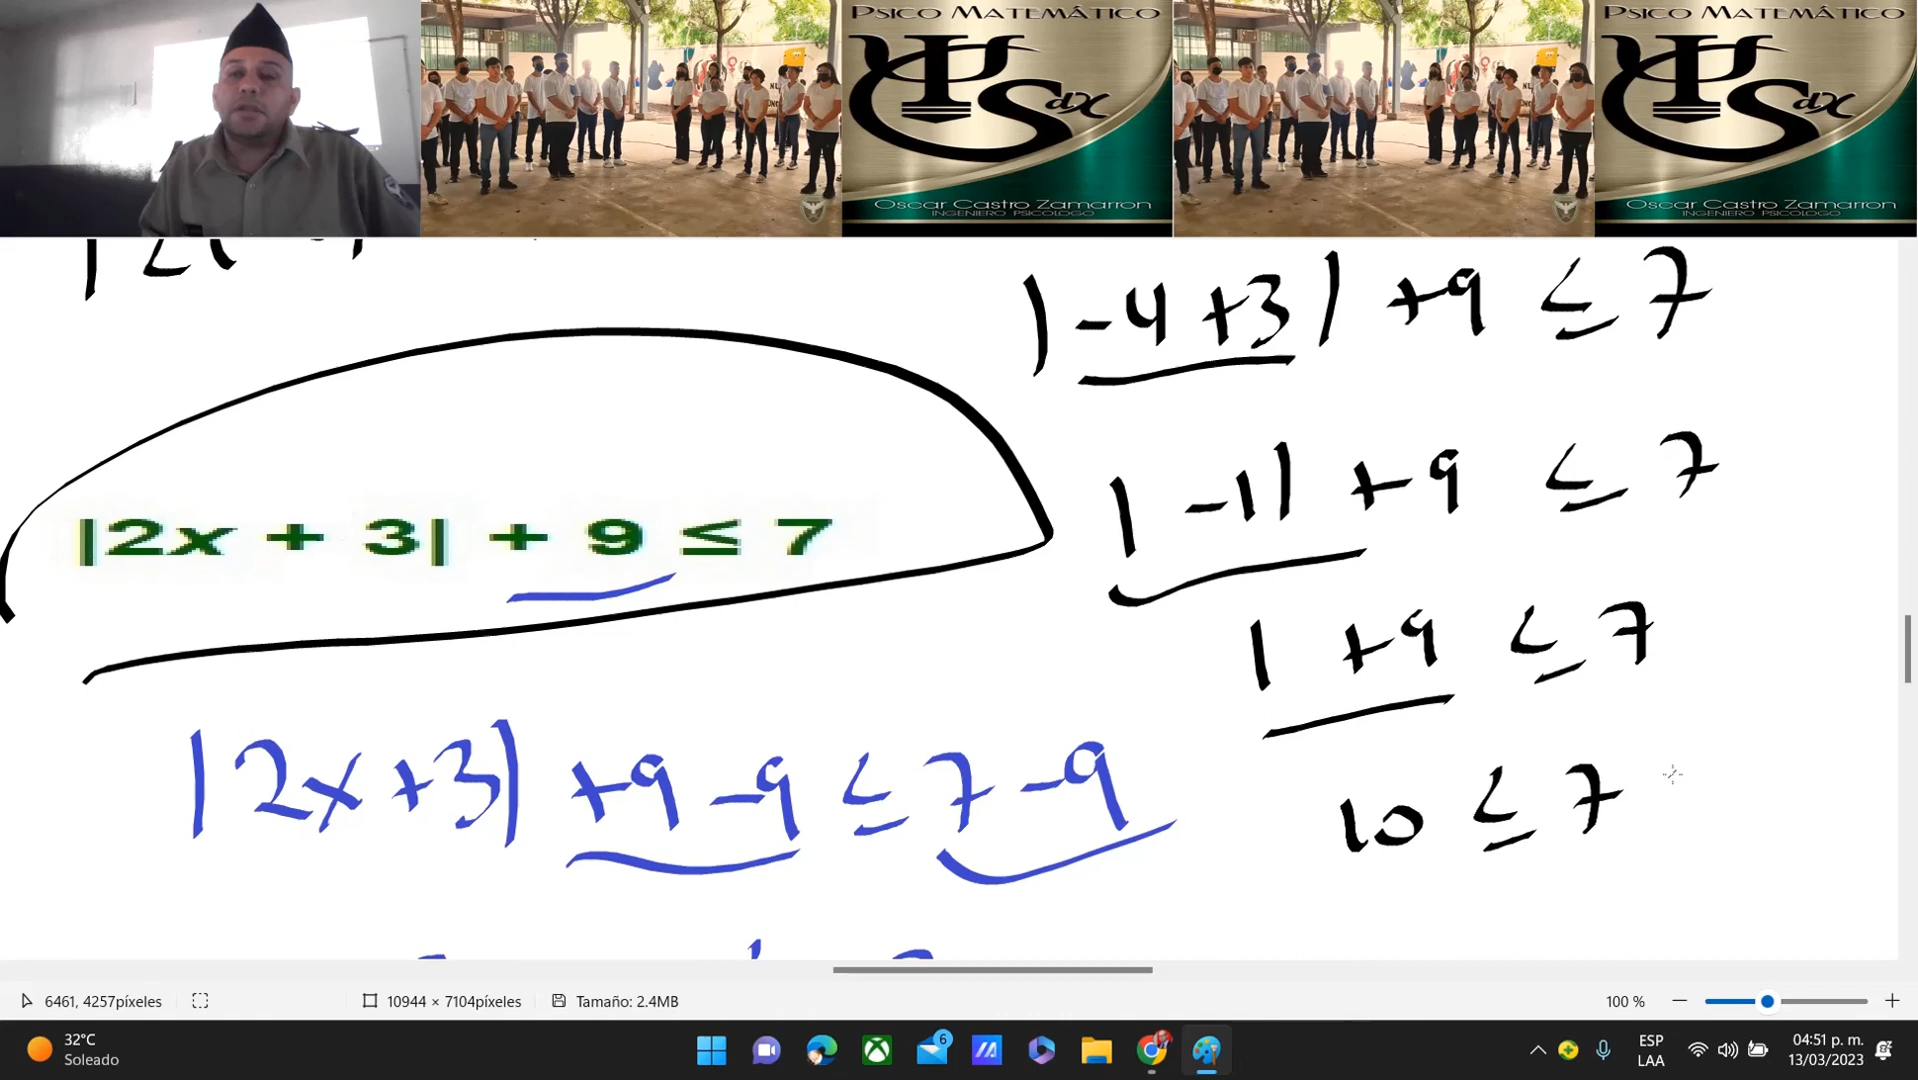 PSICO MATEMÁTICO
PSICO MATEMÁTICO
Oscar Castro Zamarron
INGENIERO PSICOLOGO
Oscar Castro Zamarron
INGENIERO PSICOLOGO
|-4+3| +9 ≤ 7
|-1| +9 ≤ 7
|2x + 3| + 9 ≤ 7
1 +9 ≤ 7
|2x+3| +9-9 ≤ 7-9
10 ≤ 7
6461, 4257píxeles
10944 × 7104píxeles
Tamaño: 2.4MB
100 %
32°C
Soleado
6
ESP
LAA
04:51 p. m.
13/03/2023